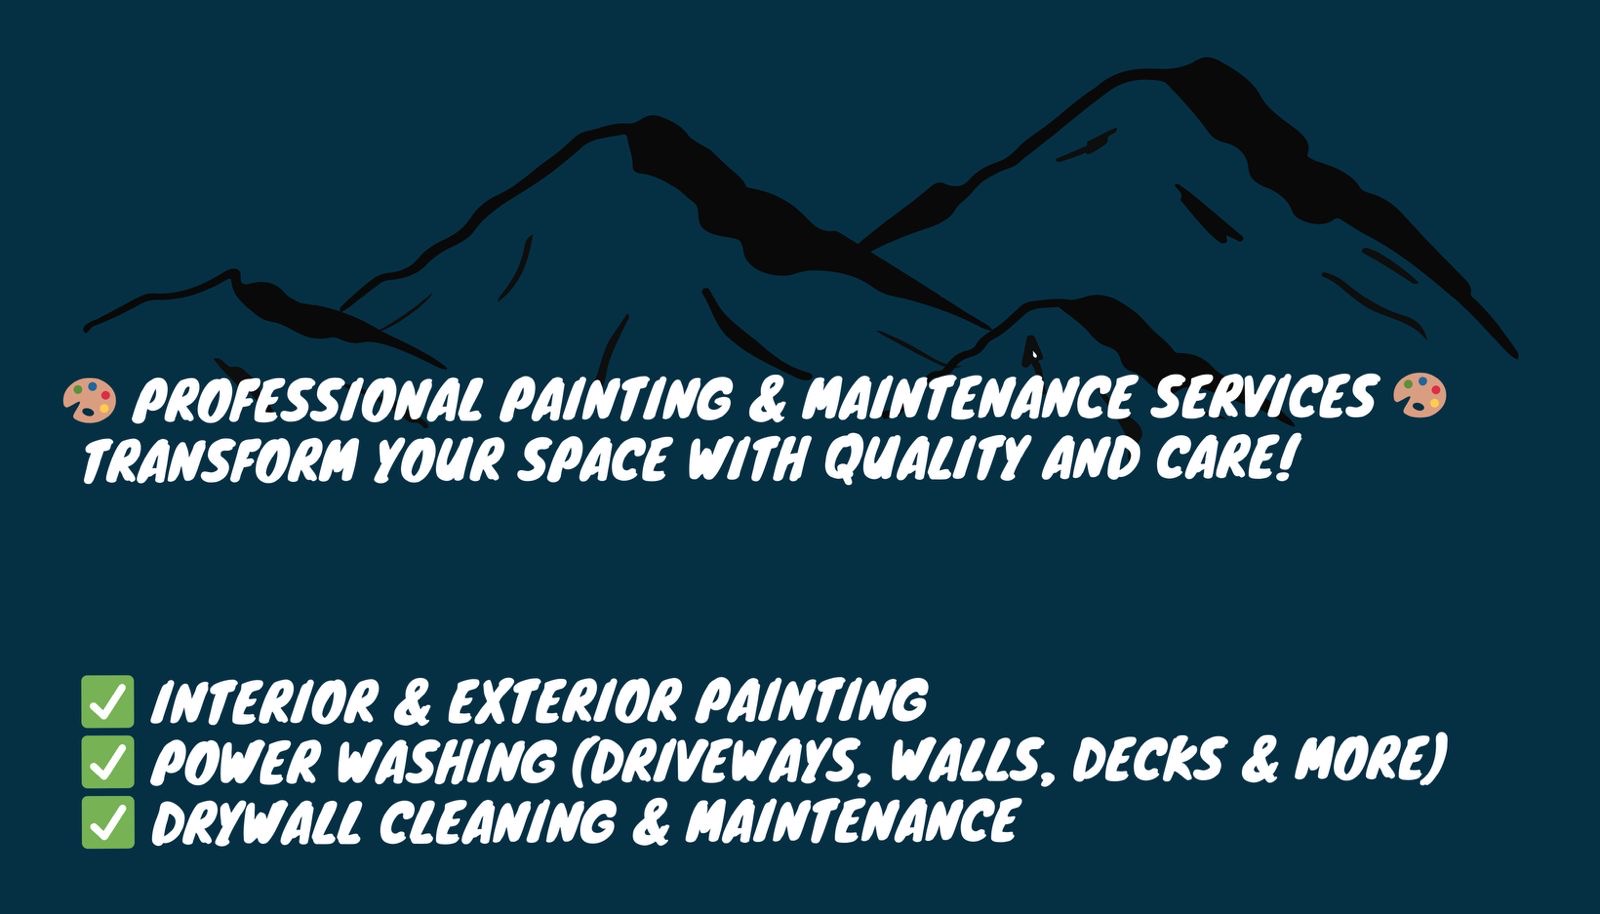 🎨 PROFESSIONAL PAINTING & MAINTENANCE SERVICES 🎨
TRANSFORM YOUR SPACE WITH QUALITY AND CARE!
✅ INTERIOR & EXTERIOR PAINTING
✅ POWER WASHING (DRIVEWAYS, WALLS, DECKS & MORE)
✅ DRYWALL CLEANING & MAINTENANCE